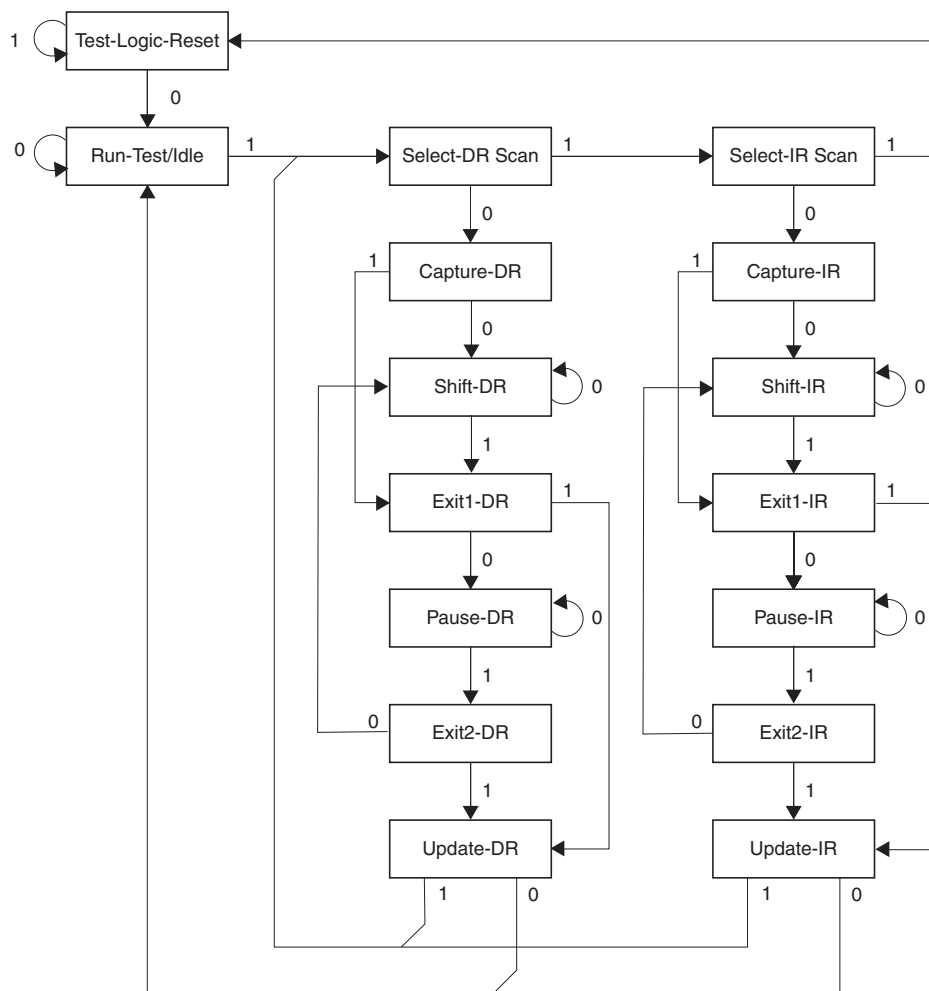 1 Test-Logic-Reset
0
0 Run-Test/Idle 1 Select-DR Scan 1 Select-IR Scan 1
0 0
1 Capture-DR 1 Capture-IR
0 0
Shift-DR 0 Shift-IR 0
1 1
Exit1-DR 1 Exit1-IR 1
0 0
Pause-DR 0 Pause-IR 0
1 1
0 Exit2-DR 0 Exit2-IR
1 1
Update-DR Update-IR
1 0 1 0